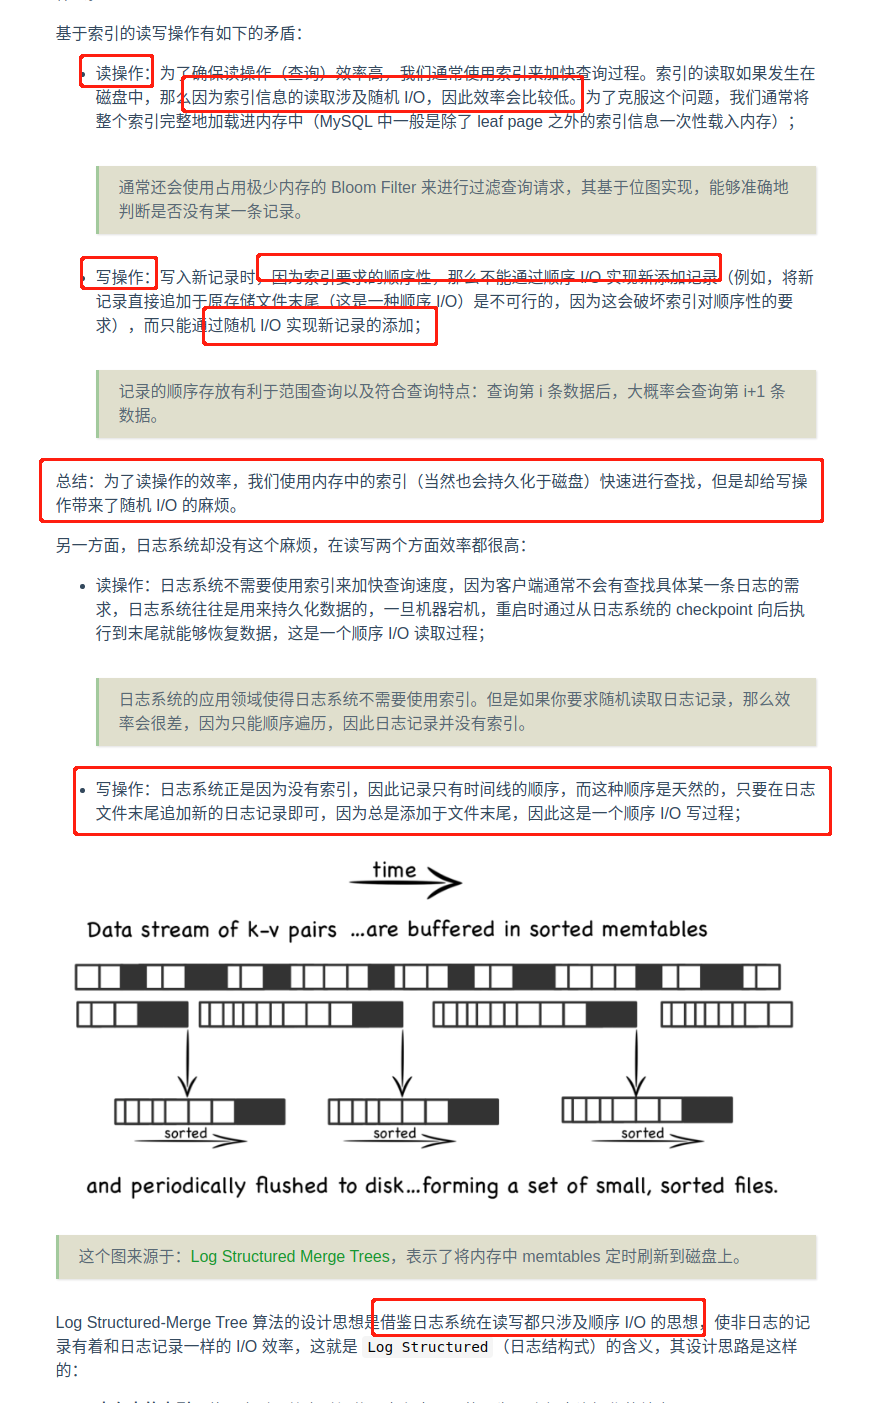 基于索引的读写操作有如下的矛盾：
读操作：为了确保读操作（查询）效率高，我们通常使用索引来加快查询过程。索引的读取如果发生在
磁盘中，那么因为索引信息的读取涉及随机 I/O，因此效率会比较低。为了克服这个问题，我们通常将
整个索引完整地加载进内存中（MySQL 中一般是除了 leaf page 之外的索引信息一次性载入内存）；
通常还会使用占用极少内存的 Bloom Filter 来进行过滤查询请求，其基于位图实现，能够准确地
判断是否没有某一条记录。
写操作：写入新记录时，因为索引要求的顺序性，那么不能通过顺序 I/O 实现新添加记录（例如，将新
记录直接追加于原存储文件末尾（这是一种顺序 I/O）是不可行的，因为这会破坏索引对顺序性的要
求），而只能通过随机 I/O 实现新记录的添加；
记录的顺序存放有利于范围查询以及符合查询特点：查询第 i 条数据后，大概率会查询第 i+1 条
数据。
总结：为了读操作的效率，我们使用内存中的索引（当然也会持久化于磁盘）快速进行查找，但是却给写操
作带来了随机 I/O 的麻烦。
另一方面，日志系统却没有这个麻烦，在读写两个方面效率都很高：
读操作：日志系统不需要使用索引来加快查询速度，因为客户端通常不会有查找具体某一条日志的需
求，日志系统往往是用来持久化数据的，一旦机器宕机，重启时通过从日志系统的 checkpoint 向后执
行到末尾就能够恢复数据，这是一个顺序 I/O 读取过程；
日志系统的应用领域使得日志系统不需要使用索引。但是如果你要求随机读取日志记录，那么效
率会很差，因为只能顺序遍历，因此日志记录并没有索引。
写操作：日志系统正是因为没有索引，因此记录只有时间线的顺序，而这种顺序是天然的，只要在日志
文件末尾追加新的日志记录即可，因为总是添加于文件末尾，因此这是一个顺序 I/O 写过程；
time
Data stream of k-v pairs ...are buffered in sorted memtables
sorted sorted sorted
and periodically flushed to disk...forming a set of small, sorted files.
这个图来源于：Log Structured Merge Trees，表示了将内存中 memtables 定时刷新到磁盘上。
Log Structured-Merge Tree 算法的设计思想是借鉴日志系统在读写都只涉及顺序 I/O 的思想，使非日志的记
录有着和日志记录一样的 I/O 效率，这就是 Log Structured （日志结构式）的含义，其设计思路是这样
的：